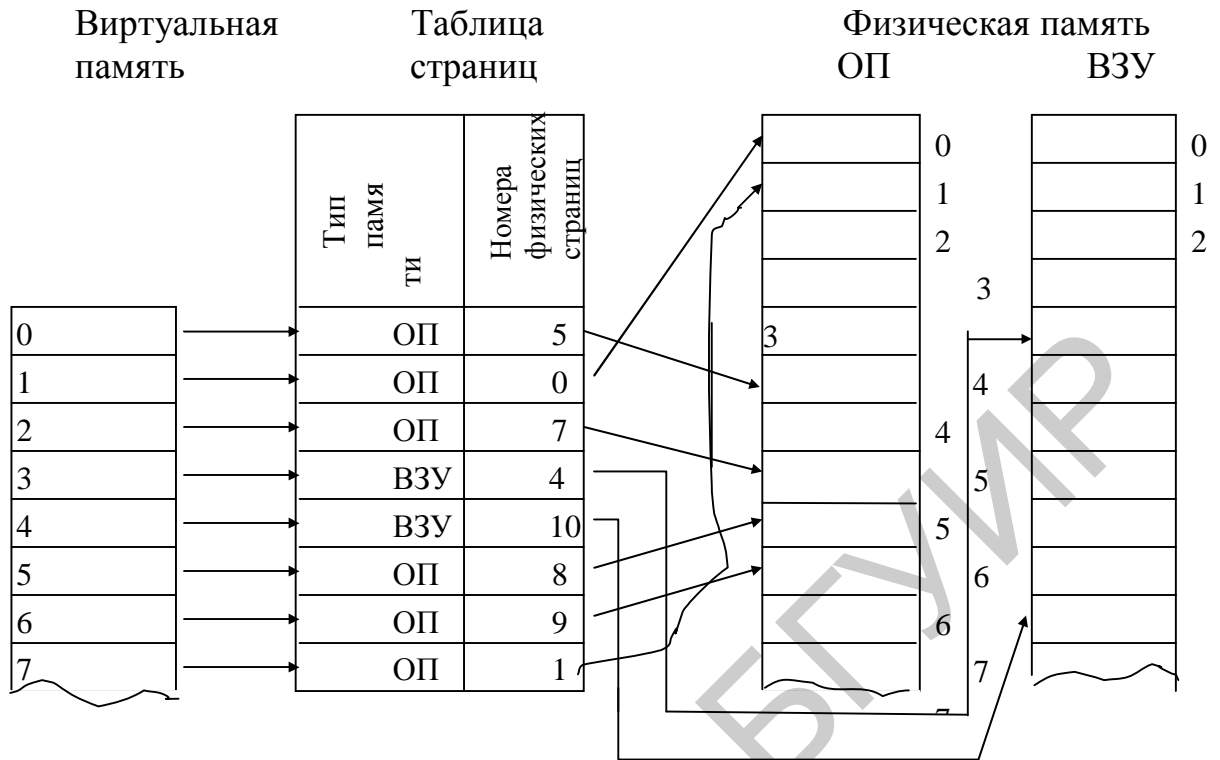 Виртуальная память
Таблица страниц
Физическая память
ОП ВЗУ
Тип памя ти
Номера физических страниц
0 ОП 5
1 ОП 0
2 ОП 7
3 ВЗУ 4
4 ВЗУ 10
5 ОП 8
6 ОП 9
7 ОП 1
0
1
2
3
3
4
4
5
5
6
6
7
7
0
1
2
БГУИР